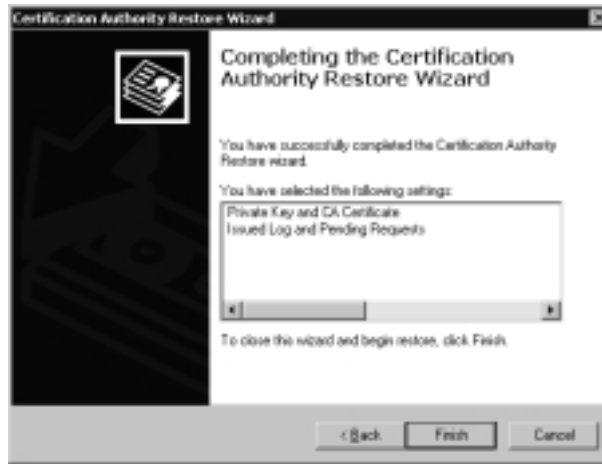 Certification Authority Restore Wizard
Completing the Certification
Authority Restore Wizard
You have successfully completed the Certification Authority
Restore wizard.
You have selected the following settings:
Private Key and CA Certificate
Issued Log and Pending Requests
To close this wizard and begin restore, click Finish.
< Back
Finish
Cancel